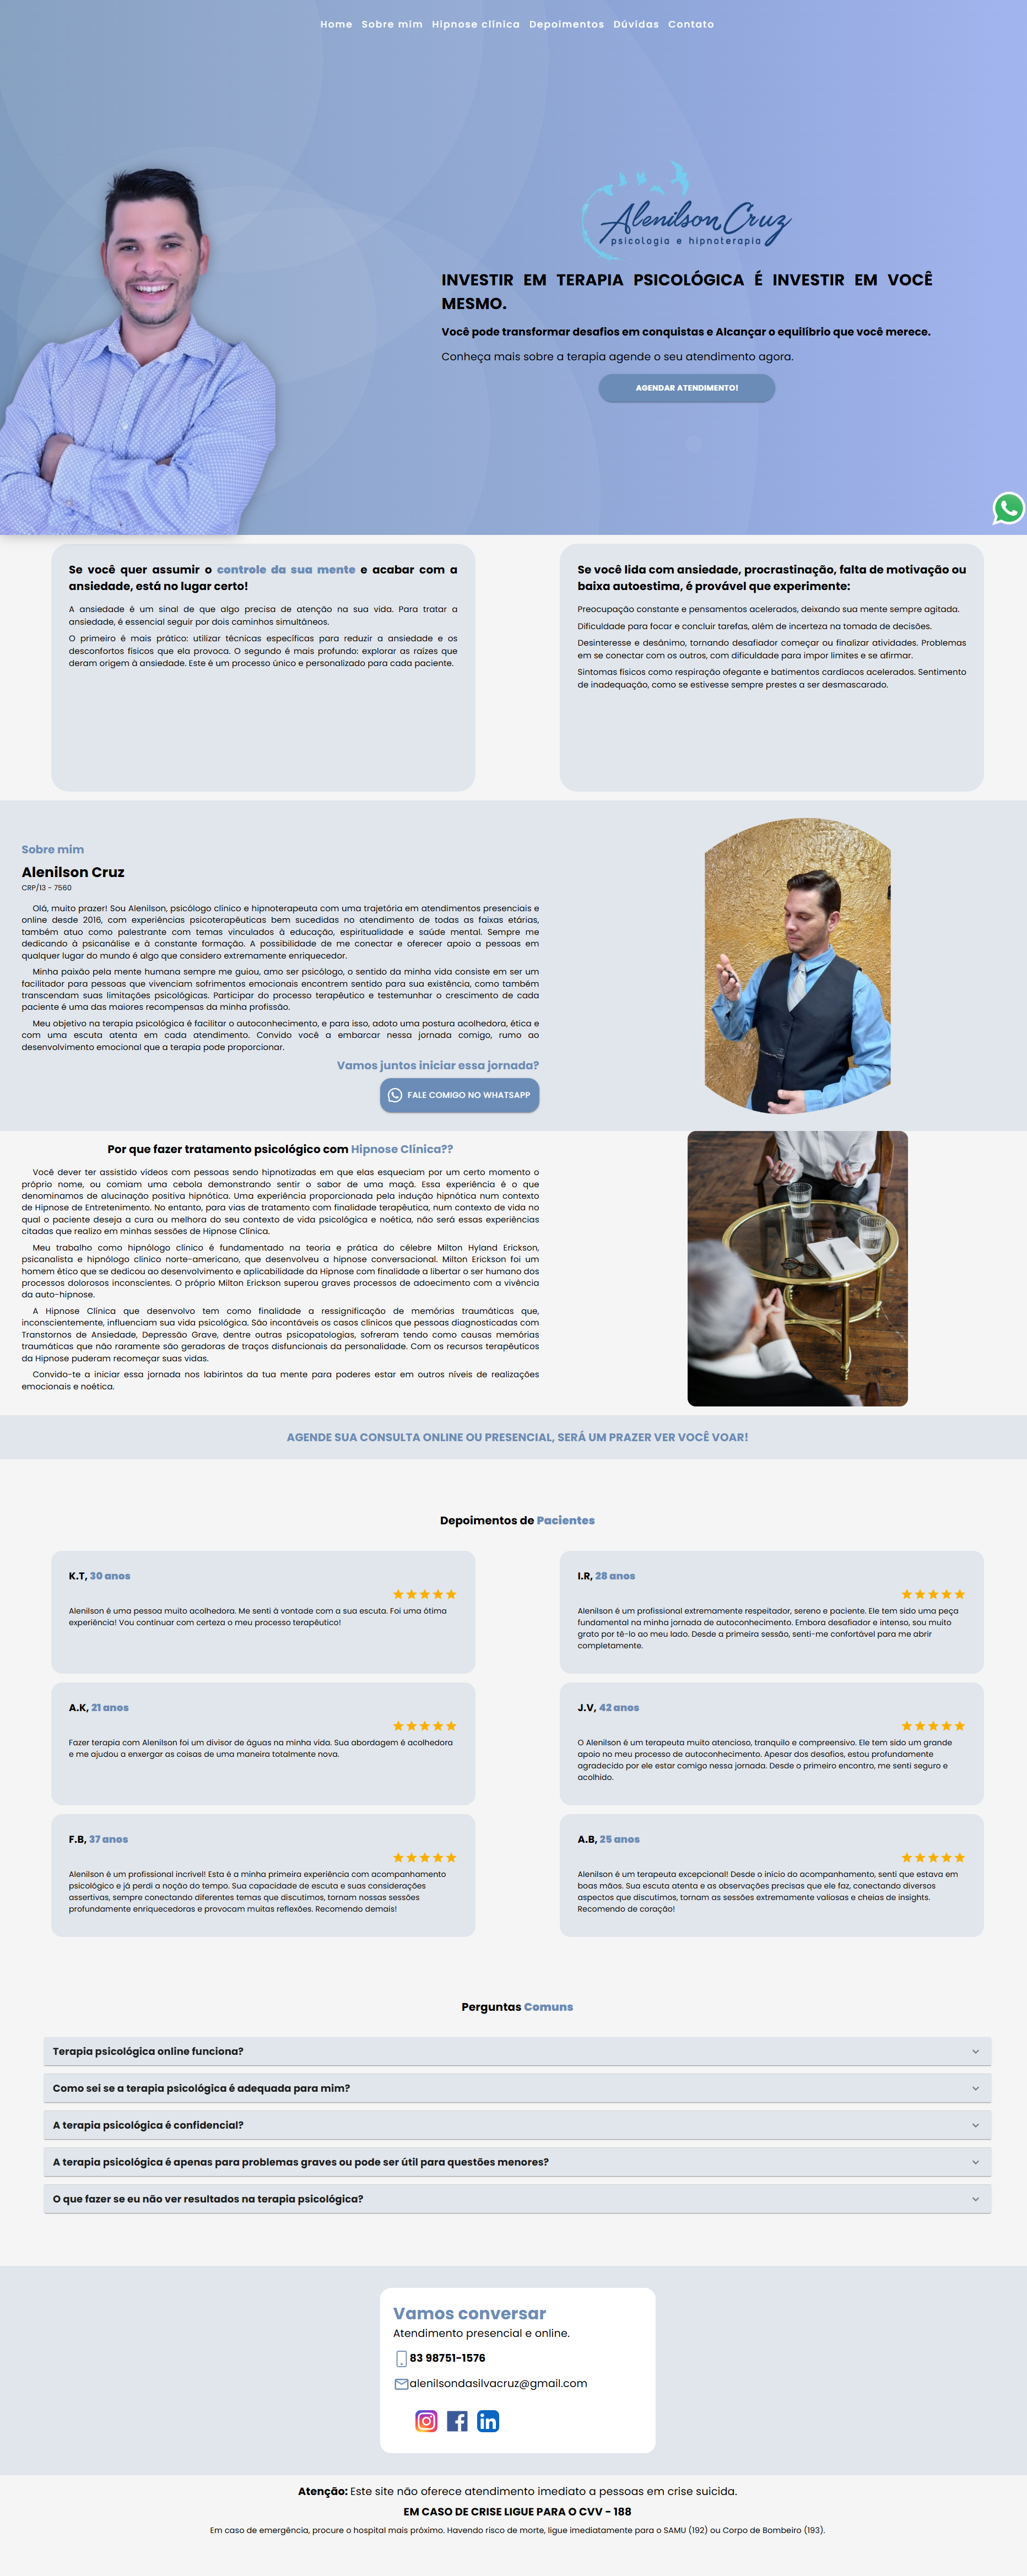 Home Sobre mim Hipnose clínica Depoimentos Dúvidas Contato
Alenilson Cruz
psicologia e hipnoterapia
INVESTIR EM TERAPIA PSICOLÓGICA É INVESTIR EM VOCÊ
MESMO.
Você pode transformar desafios em conquistas e Alcançar o equilíbrio que você merece.
Conheça mais sobre a terapia agende o seu atendimento agora.
AGENDAR ATENDIMENTO!
Se você quer assumir o controle da sua mente e acabar com a
ansiedade, está no lugar certo!
A ansiedade é um sinal de que algo precisa de atenção na sua vida. Para tratar a
ansiedade, é essencial seguir por dois caminhos simultâneos.
O primeiro é mais prático: utilizar técnicas específicas para reduzir a ansiedade e os
desconfortos físicos que ela provoca. O segundo é mais profundo: explorar as raízes que
deram origem à ansiedade. Este é um processo único e personalizado para cada paciente.
Se você lida com ansiedade, procrastinação, falta de motivação ou
baixa autoestima, é provável que experimente:
Preocupação constante e pensamentos acelerados, deixando sua mente sempre agitada.
Dificuldade para focar e concluir tarefas, além de incerteza na tomada de decisões.
Desinteresse e desânimo, tornando desafiador começar ou finalizar atividades. Problemas
em se conectar com os outros, com dificuldade para impor limites e se afirmar.
Sintomas físicos como respiração ofegante e batimentos cardíacos acelerados. Sentimento
de inadequação, como se estivesse sempre prestes a ser desmascarado.
Sobre mim
Alenilson Cruz
CRP/13 - 7560
Olá, muito prazer! Sou Alenilson, psicólogo clínico e hipnoterapeuta com uma trajetória em atendimentos presenciais e
online desde 2016, com experiências psicoterapêuticas bem sucedidas no atendimento de todas as faixas etárias,
também atuo como palestrante com temas vinculados à educação, espiritualidade e saúde mental. Sempre me
dedicando à psicanálise e à constante formação. A possibilidade de me conectar e oferecer apoio a pessoas em
qualquer lugar do mundo é algo que considero extremamente enriquecedor.
Minha paixão pela mente humana sempre me guiou, amo ser psicólogo, o sentido da minha vida consiste em ser um
facilitador para pessoas que vivenciam sofrimentos emocionais encontrem sentido para sua existência, como também
transcendam suas limitações psicológicas. Participar do processo terapêutico e testemunhar o crescimento de cada
paciente é uma das maiores recompensas da minha profissão.
Meu objetivo na terapia psicológica é facilitar o autoconhecimento, e para isso, adoto uma postura acolhedora, ética e
com uma escuta atenta em cada atendimento. Convido você a embarcar nessa jornada comigo, rumo ao
desenvolvimento emocional que a terapia pode proporcionar.
Vamos juntos iniciar essa jornada?
FALE COMIGO NO WHATSAPP
Por que fazer tratamento psicológico com Hipnose Clínica??
Você dever ter assistido vídeos com pessoas sendo hipnotizadas em que elas esqueciam por um certo momento o
próprio nome, ou comiam uma cebola demonstrando sentir o sabor de uma maçã. Essa experiência é o que
denominamos de alucinação positiva hipnótica. Uma experiência proporcionada pela indução hipnótica num contexto
de Hipnose de Entretenimento. No entanto, para vias de tratamento com finalidade terapêutica, num contexto de vida no
qual o paciente deseja a cura ou melhora do seu contexto de vida psicológica e noética, não será essas experiências
citadas que realizo em minhas sessões de Hipnose Clínica.
Meu trabalho como hipnólogo clínico é fundamentado na teoria e prática do célebre Milton Hyland Erickson,
psicanalista e hipnólogo clínico norte-americano, que desenvolveu a hipnose conversacional. Milton Erickson foi um
homem ético que se dedicou ao desenvolvimento e aplicabilidade da Hipnose com finalidade a libertar o ser humano dos
processos dolorosos inconscientes. O próprio Milton Erickson superou graves processos de adoecimento com a vivência
da auto-hipnose.
A Hipnose Clínica que desenvolvo tem como finalidade a ressignificação de memórias traumáticas que,
inconscientemente, influenciam sua vida psicológica. São incontáveis os casos clínicos que pessoas diagnosticadas com
Transtornos de Ansiedade, Depressão Grave, dentre outras psicopatologias, sofreram tendo como causas memórias
traumáticas que não raramente são geradoras de traços disfuncionais da personalidade. Com os recursos terapêuticos
da Hipnose puderam recomeçar suas vidas.
Convido-te a iniciar essa jornada nos labirintos da tua mente para poderes estar em outros níveis de realizações
emocionais e noética.
AGENDE SUA CONSULTA ONLINE OU PRESENCIAL, SERÁ UM PRAZER VER VOCÊ VOAR!
Depoimentos de Pacientes
K.T, 30 anos
Alenilson é uma pessoa muito acolhedora. Me senti à vontade com a sua escuta. Foi uma ótima
experiência! Vou continuar com certeza o meu processo terapêutico!
I.R, 28 anos
Alenilson é um profissional extremamente respeitador, sereno e paciente. Ele tem sido uma peça
fundamental na minha jornada de autoconhecimento. Embora desafiador e intenso, sou muito
grato por tê-lo ao meu lado. Desde a primeira sessão, senti-me confortável para me abrir
completamente.
A.K, 21 anos
Fazer terapia com Alenilson foi um divisor de águas na minha vida. Sua abordagem é acolhedora
e me ajudou a enxergar as coisas de uma maneira totalmente nova.
J.V, 42 anos
O Alenilson é um terapeuta muito atencioso, tranquilo e compreensivo. Ele tem sido um grande
apoio no meu processo de autoconhecimento. Apesar dos desafios, estou profundamente
agradecido por ele estar comigo nessa jornada. Desde o primeiro encontro, me senti seguro e
acolhido.
F.B, 37 anos
Alenilson é um profissional incrível! Esta é a minha primeira experiência com acompanhamento
psicológico e já perdi a noção do tempo. Sua capacidade de escuta e suas considerações
assertivas, sempre conectando diferentes temas que discutimos, tornam nossas sessões
profundamente enriquecedoras e provocam muitas reflexões. Recomendo demais!
A.B, 25 anos
Alenilson é um terapeuta excepcional! Desde o início do acompanhamento, senti que estava em
boas mãos. Sua escuta atenta e as observações precisas que ele faz, conectando diversos
aspectos que discutimos, tornam as sessões extremamente valiosas e cheias de insights.
Recomendo de coração!
Perguntas Comuns
Terapia psicológica online funciona?
Como sei se a terapia psicológica é adequada para mim?
A terapia psicológica é confidencial?
A terapia psicológica é apenas para problemas graves ou pode ser útil para questões menores?
O que fazer se eu não ver resultados na terapia psicológica?
Vamos conversar
Atendimento presencial e online.
83 98751-1576
alenilsondasilvacruz@gmail.com
Atenção: Este site não oferece atendimento imediato a pessoas em crise suicida.
EM CASO DE CRISE LIGUE PARA O CVV - 188
Em caso de emergência, procure o hospital mais próximo. Havendo risco de morte, ligue imediatamente para o SAMU (192) ou Corpo de Bombeiro (193).